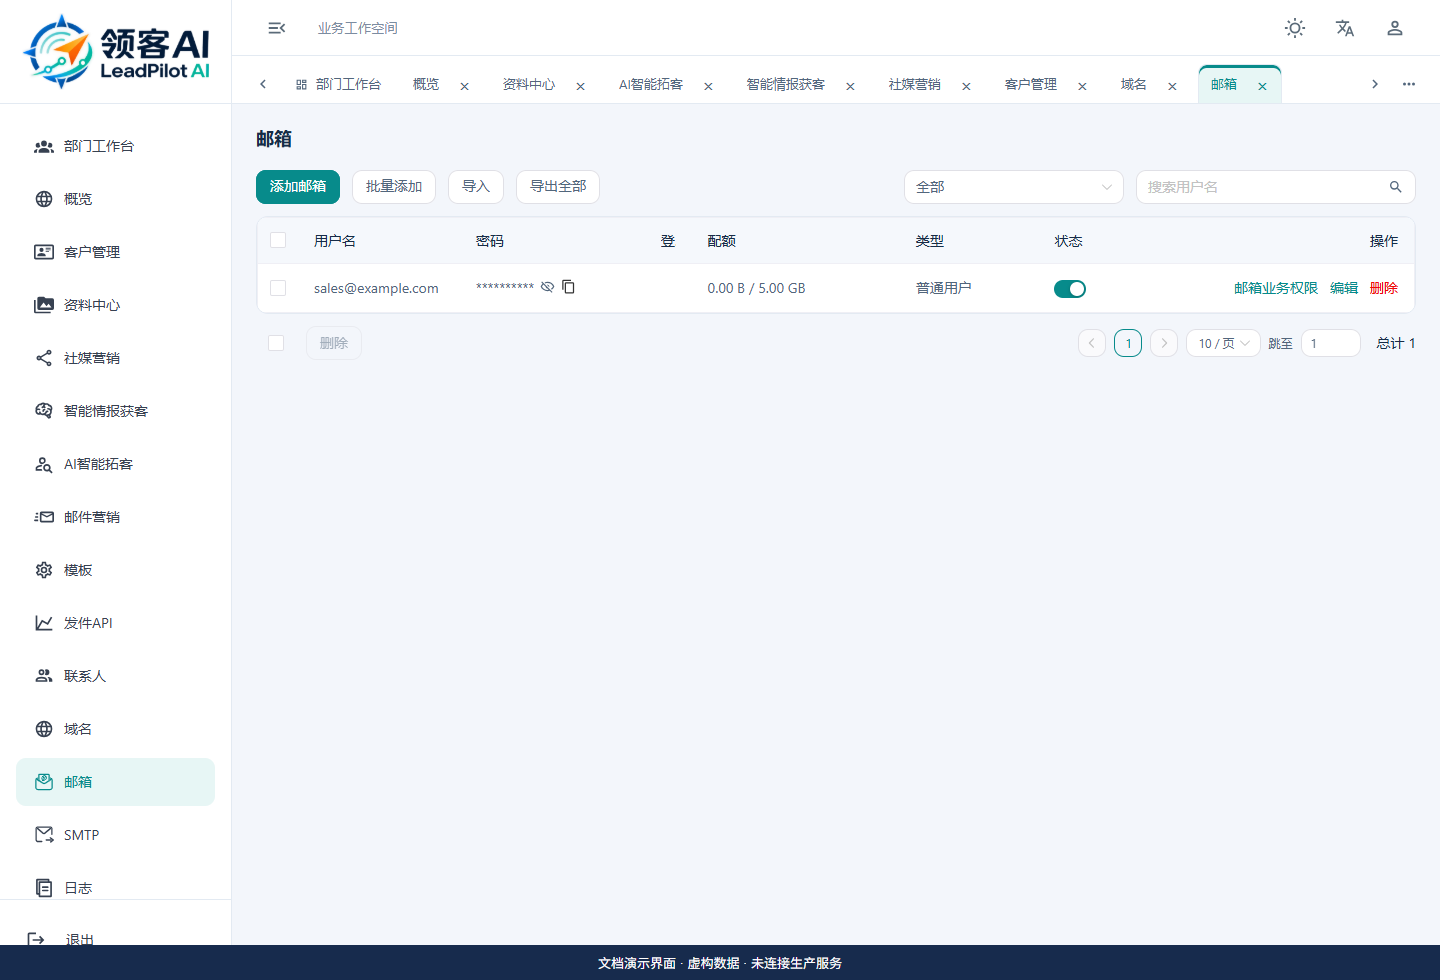 领客AI
LeadPilot AI
业务工作空间
部门工作台 概览 资料中心 AI智能拓客 智能情报获客 社媒营销 客户管理 域名 邮箱
部门工作台
概览
客户管理
资料中心
社媒营销
智能情报获客
AI智能拓客
邮件营销
模板
发件API
联系人
域名
邮箱
SMTP
日志
退出
邮箱
添加邮箱 批量添加 导入 导出全部 全部 搜索用户名
用户名 密码 登 配额 类型 状态 操作
sales@example.com ********** 0.00 B / 5.00 GB 普通用户 邮箱业务权限 编辑 删除
删除 1 10 / 页 跳至 1 总计 1
文档演示界面 · 虚构数据 · 未连接生产服务